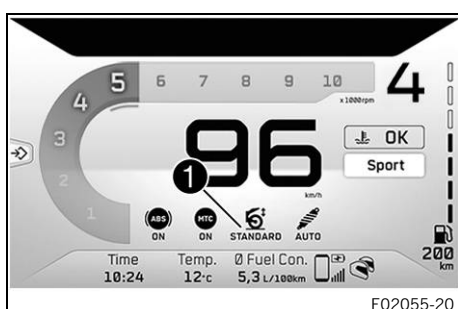 1 2 3 4 5 6 7 8 9 10
x1000rpm
4
96
km/h
OK
Sport
1
ABS MTC
ON ON STANDARD AUTO
Time Temp. Ø Fuel Con.
10:24 12°C 5,3 L/100km
200
km
F02055-20